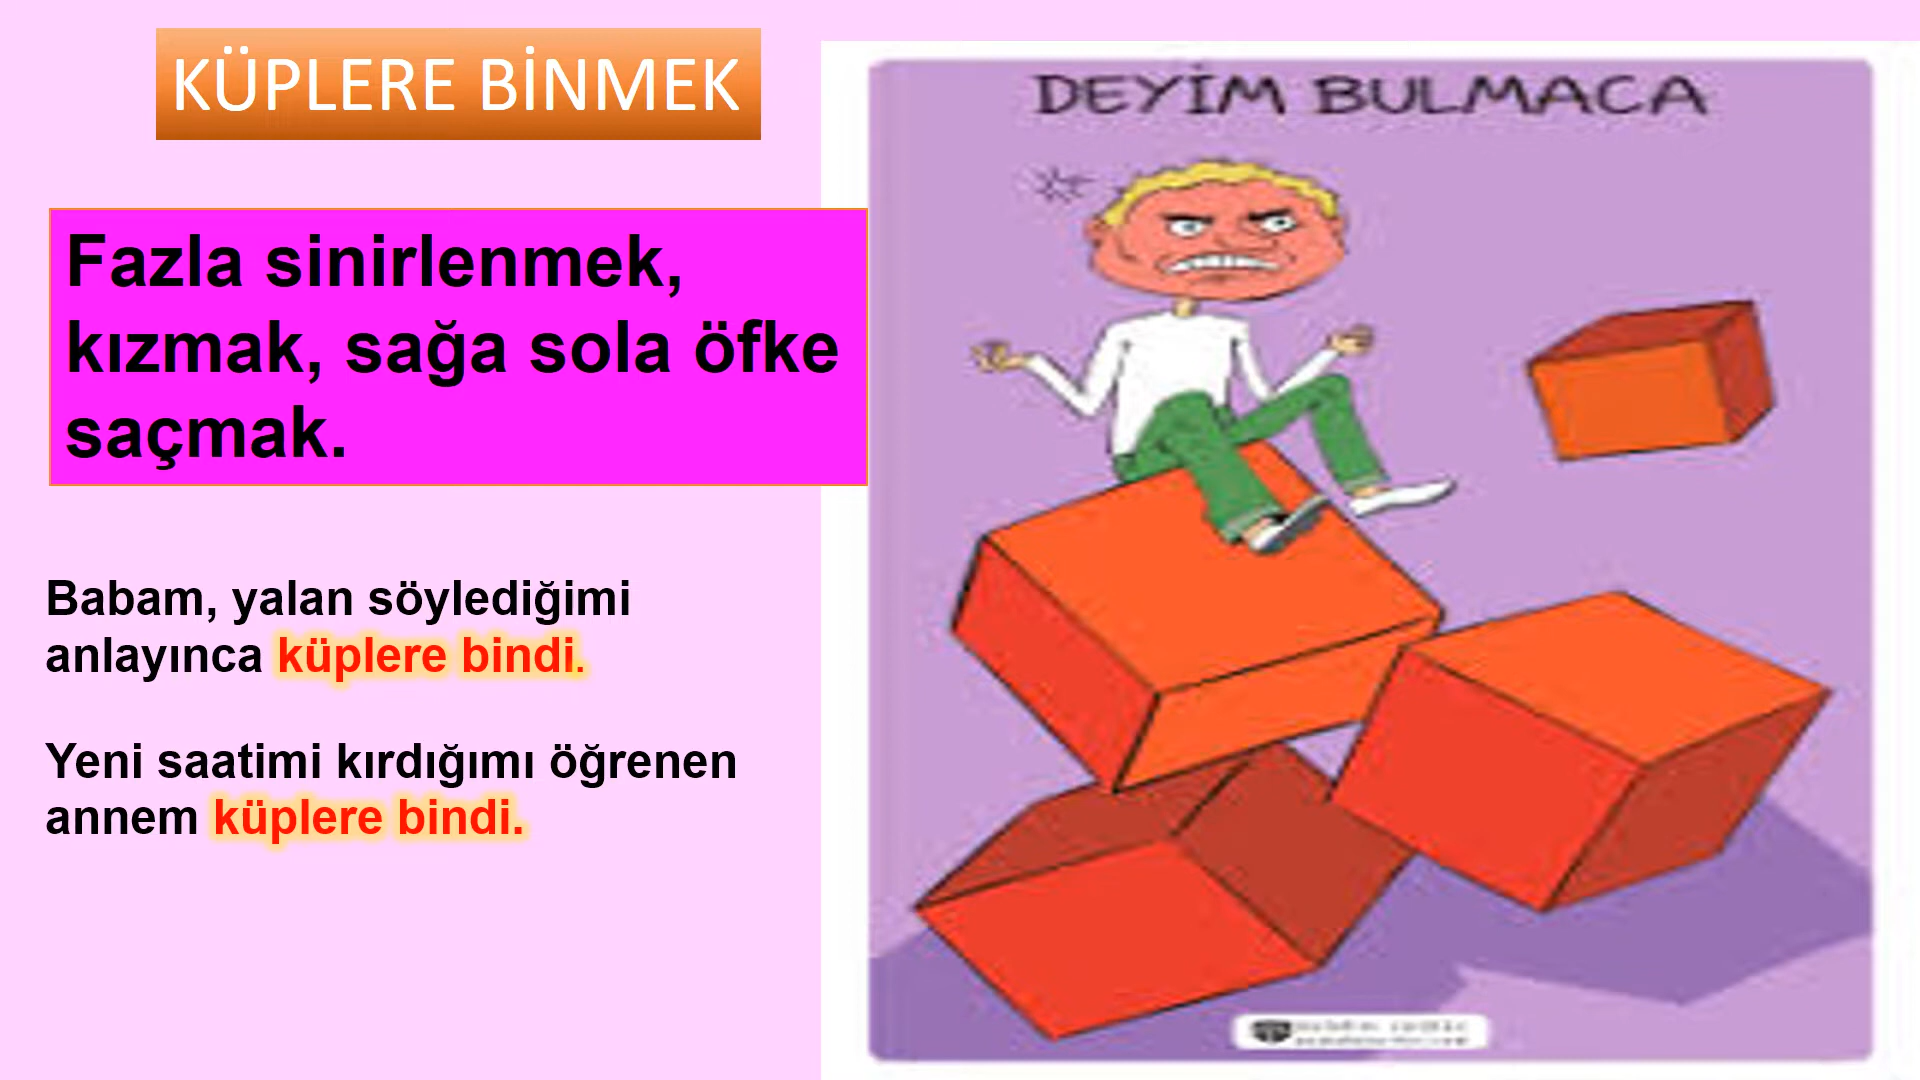 KÜPLERE BİNMEK
Fazla sinirlenmek,
kızmak, sağa sola öfke
saçmak.
Babam, yalan söylediğimi
anlayınca küplere bindi.
Yeni saatimi kırdığımı öğrenen
annem küplere bindi.
DEYİM BULMACA